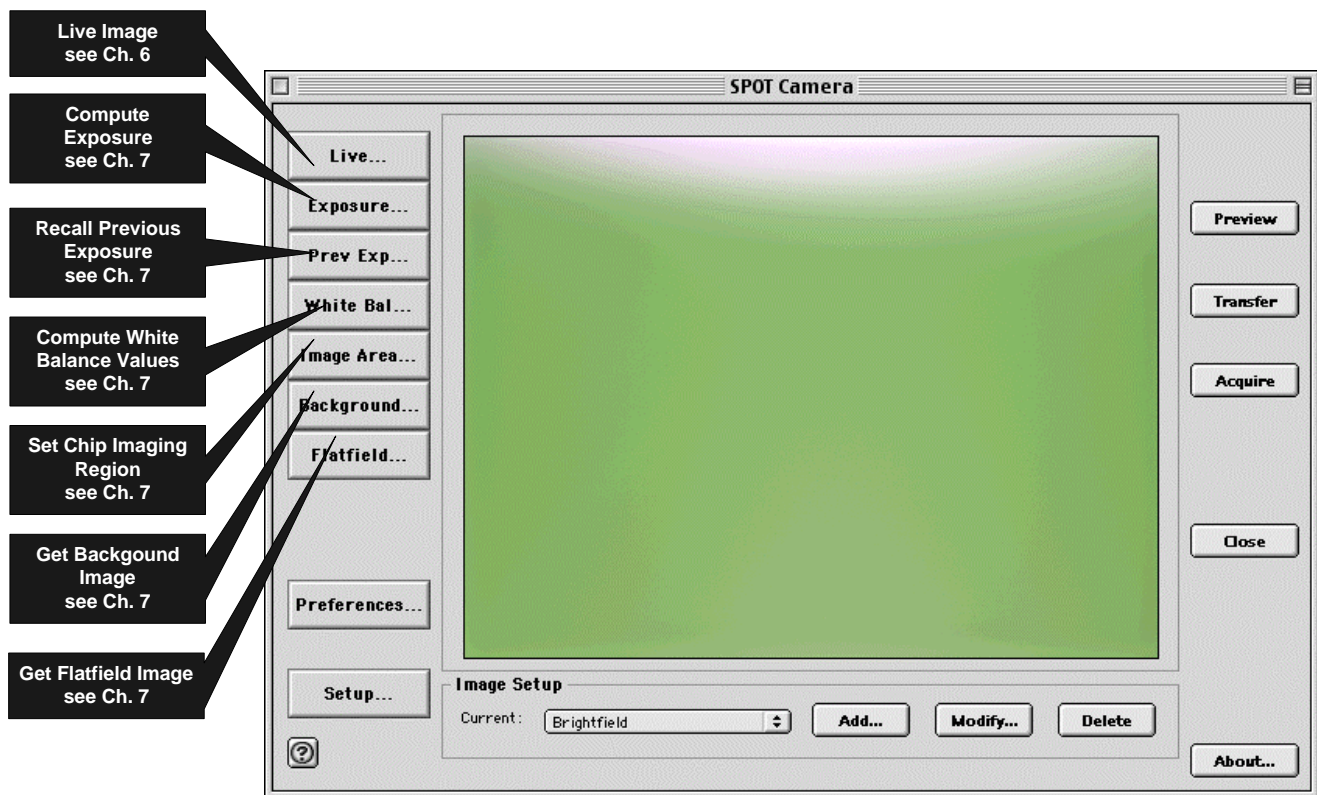 Live Image
see Ch. 6
Compute
Exposure
see Ch. 7
Recall Previous
Exposure
see Ch. 7
Compute White
Balance Values
see Ch. 7
Set Chip Imaging
Region
see Ch. 7
Get Backgound
Image
see Ch. 7
Get Flatfield Image
see Ch. 7
SPOT Camera
Live...
Exposure...
Prev Exp...
White Bal...
Image Area...
Background...
Flatfield...
Preferences...
Setup...
?
Image Setup
Current:
Brightfield
Add...
Modify...
Delete
Preview
Transfer
Acquire
Close
About...